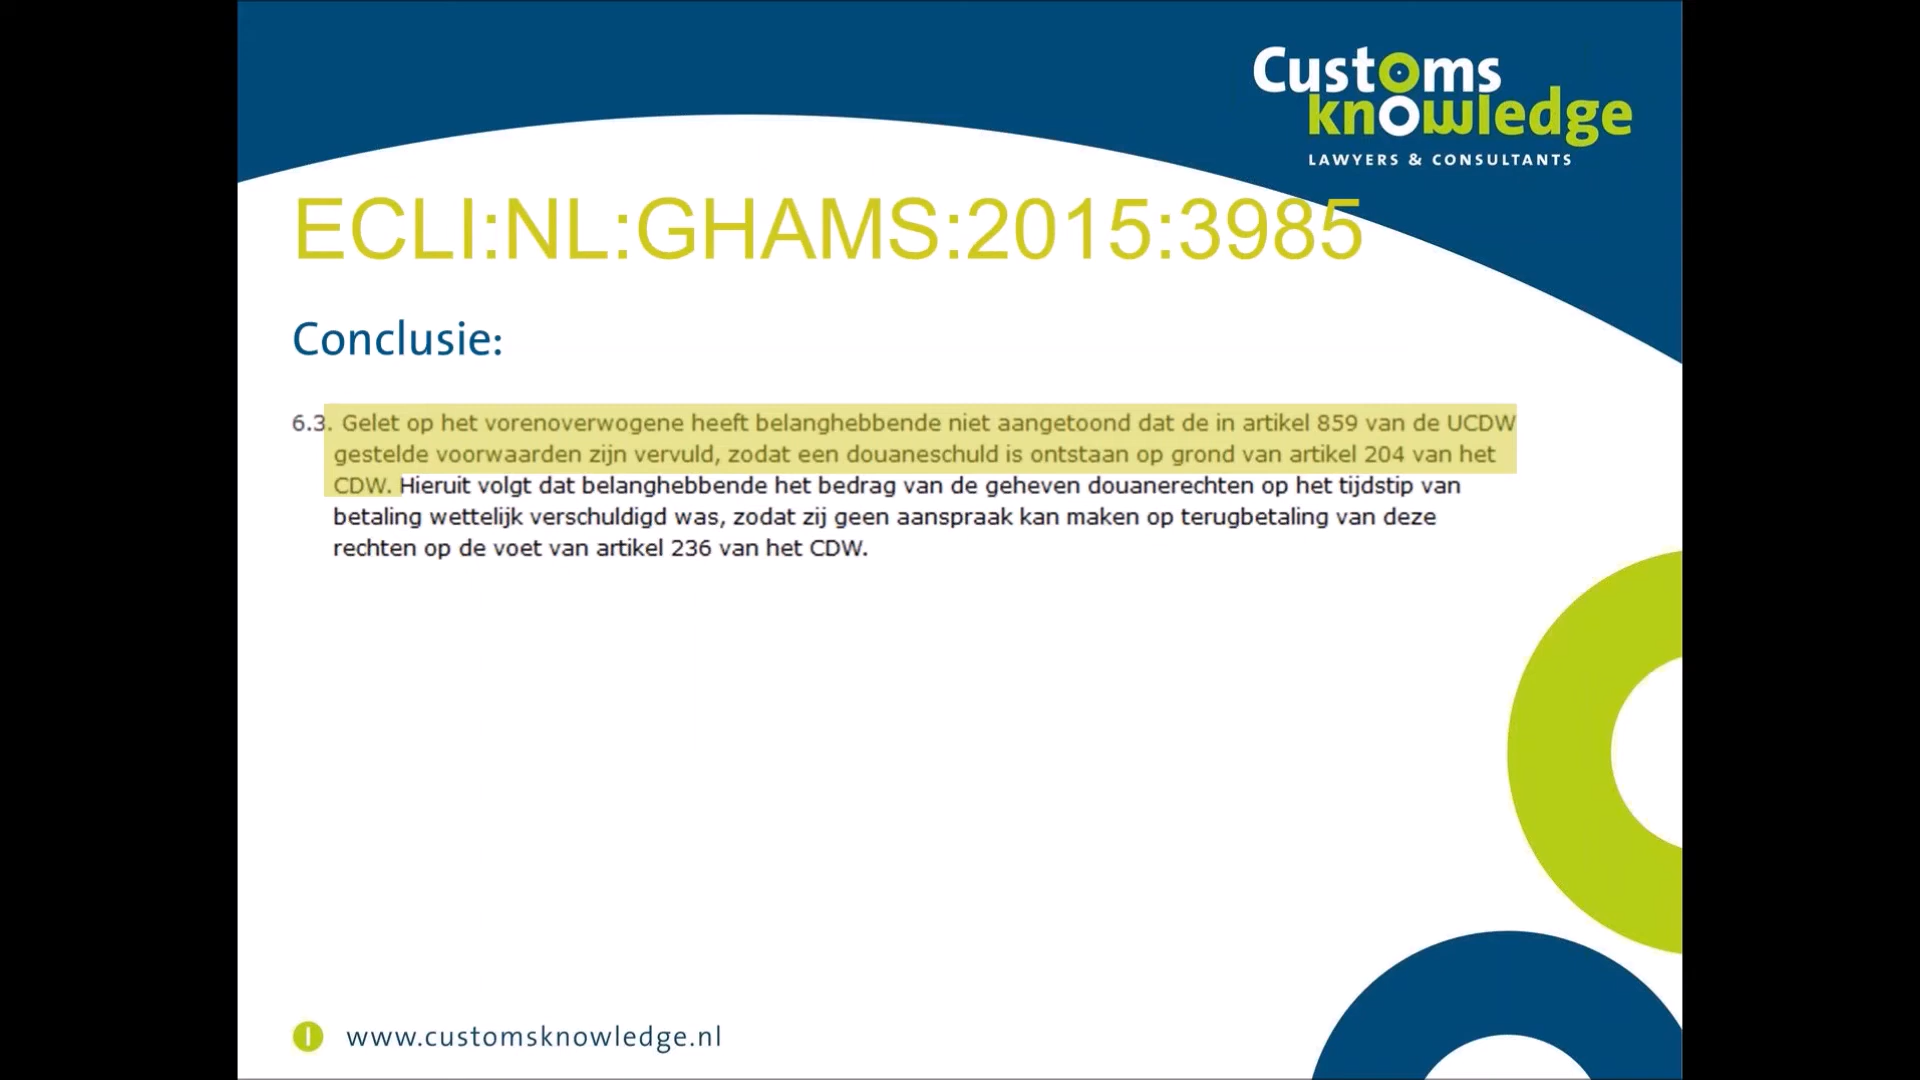 Customs
knowledge
LAWYERS & CONSULTANTS
ECLI:NL:GHAMS:2015:3985
Conclusie:
6.3. Gelet op het vorenoverwogene heeft belanghebbende niet aangetoond dat de in artikel 859 van de UCDW
gestelde voorwaarden zijn vervuld, zodat een douaneschuld is ontstaan op grond van artikel 204 van het
CDW. Hieruit volgt dat belanghebbende het bedrag van de geheven douanerechten op het tijdstip van
betaling wettelijk verschuldigd was, zodat zij geen aanspraak kan maken op terugbetaling van deze
rechten op de voet van artikel 236 van het CDW.
www.customsknowledge.nl